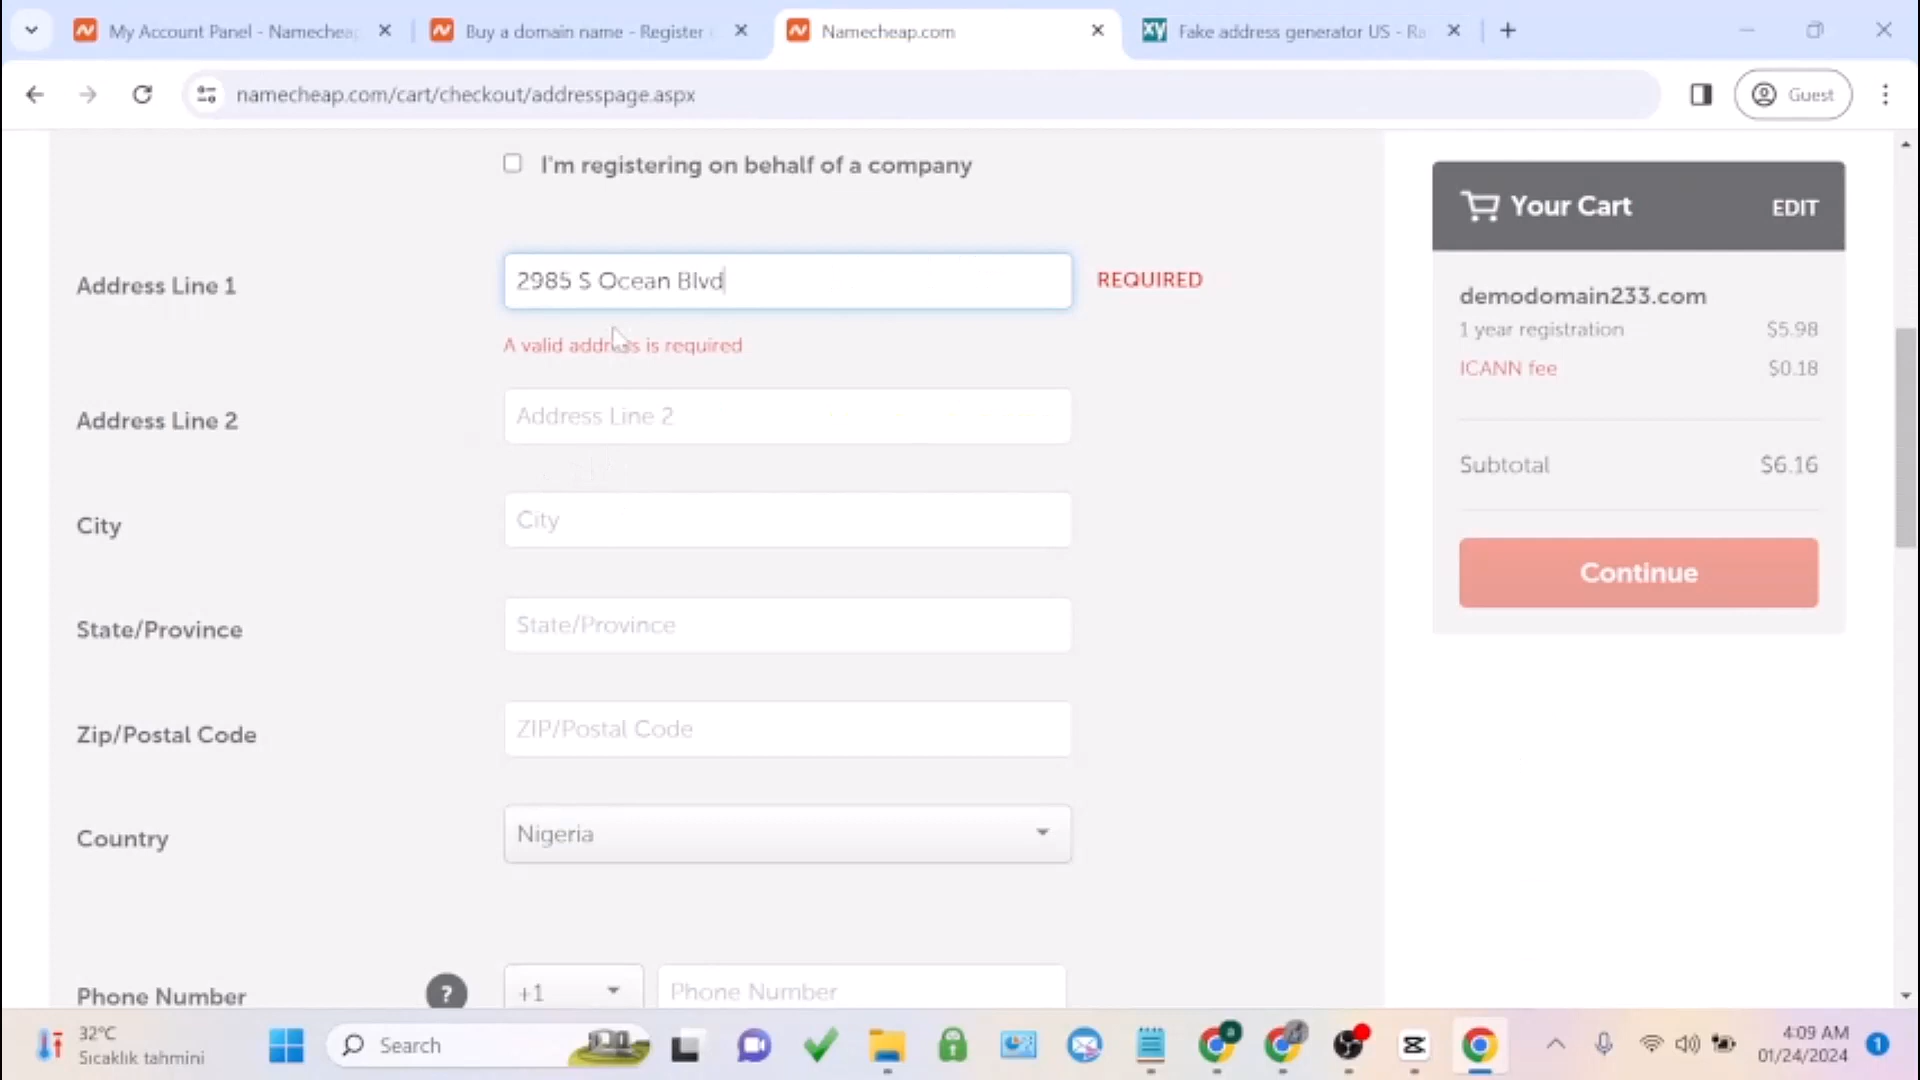 My Account Panel - Namecheap
Buy a domain name - Register
Namecheap.com
Fake address generator US - Ra
namecheap.com/cart/checkout/addresspage.aspx
Guest
I'm registering on behalf of a company
Address Line 1
2985 S Ocean Blvd
REQUIRED
A valid address is required
Address Line 2
Address Line 2
City
City
State/Province
State/Province
Zip/Postal Code
ZIP/Postal Code
Country
Nigeria
Phone Number
?
+1
Phone Number
Your Cart
EDIT
demodomain233.com
1 year registration
$5.98
ICANN fee
$0.18
Subtotal
$6.16
Continue
32°C
Sıcaklık tahmini
Search
4:09 AM
01/24/2024
1